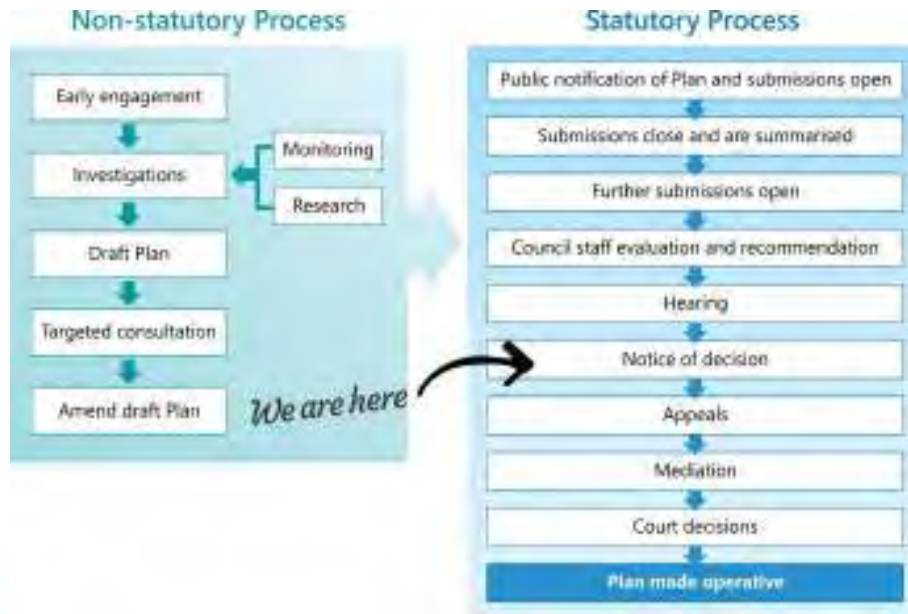 Non-statutory Process
Early engagement
Investigations
Monitoring
Research
Draft Plan
Targeted consultation
Amend draft Plan
We are here
Statutory Process
Public notification of Plan and submissions open
Submissions close and are summarised
Further submissions open
Council staff evaluation and recommendation
Hearing
Notice of decision
Appeals
Mediation
Court decisions
Plan made operative